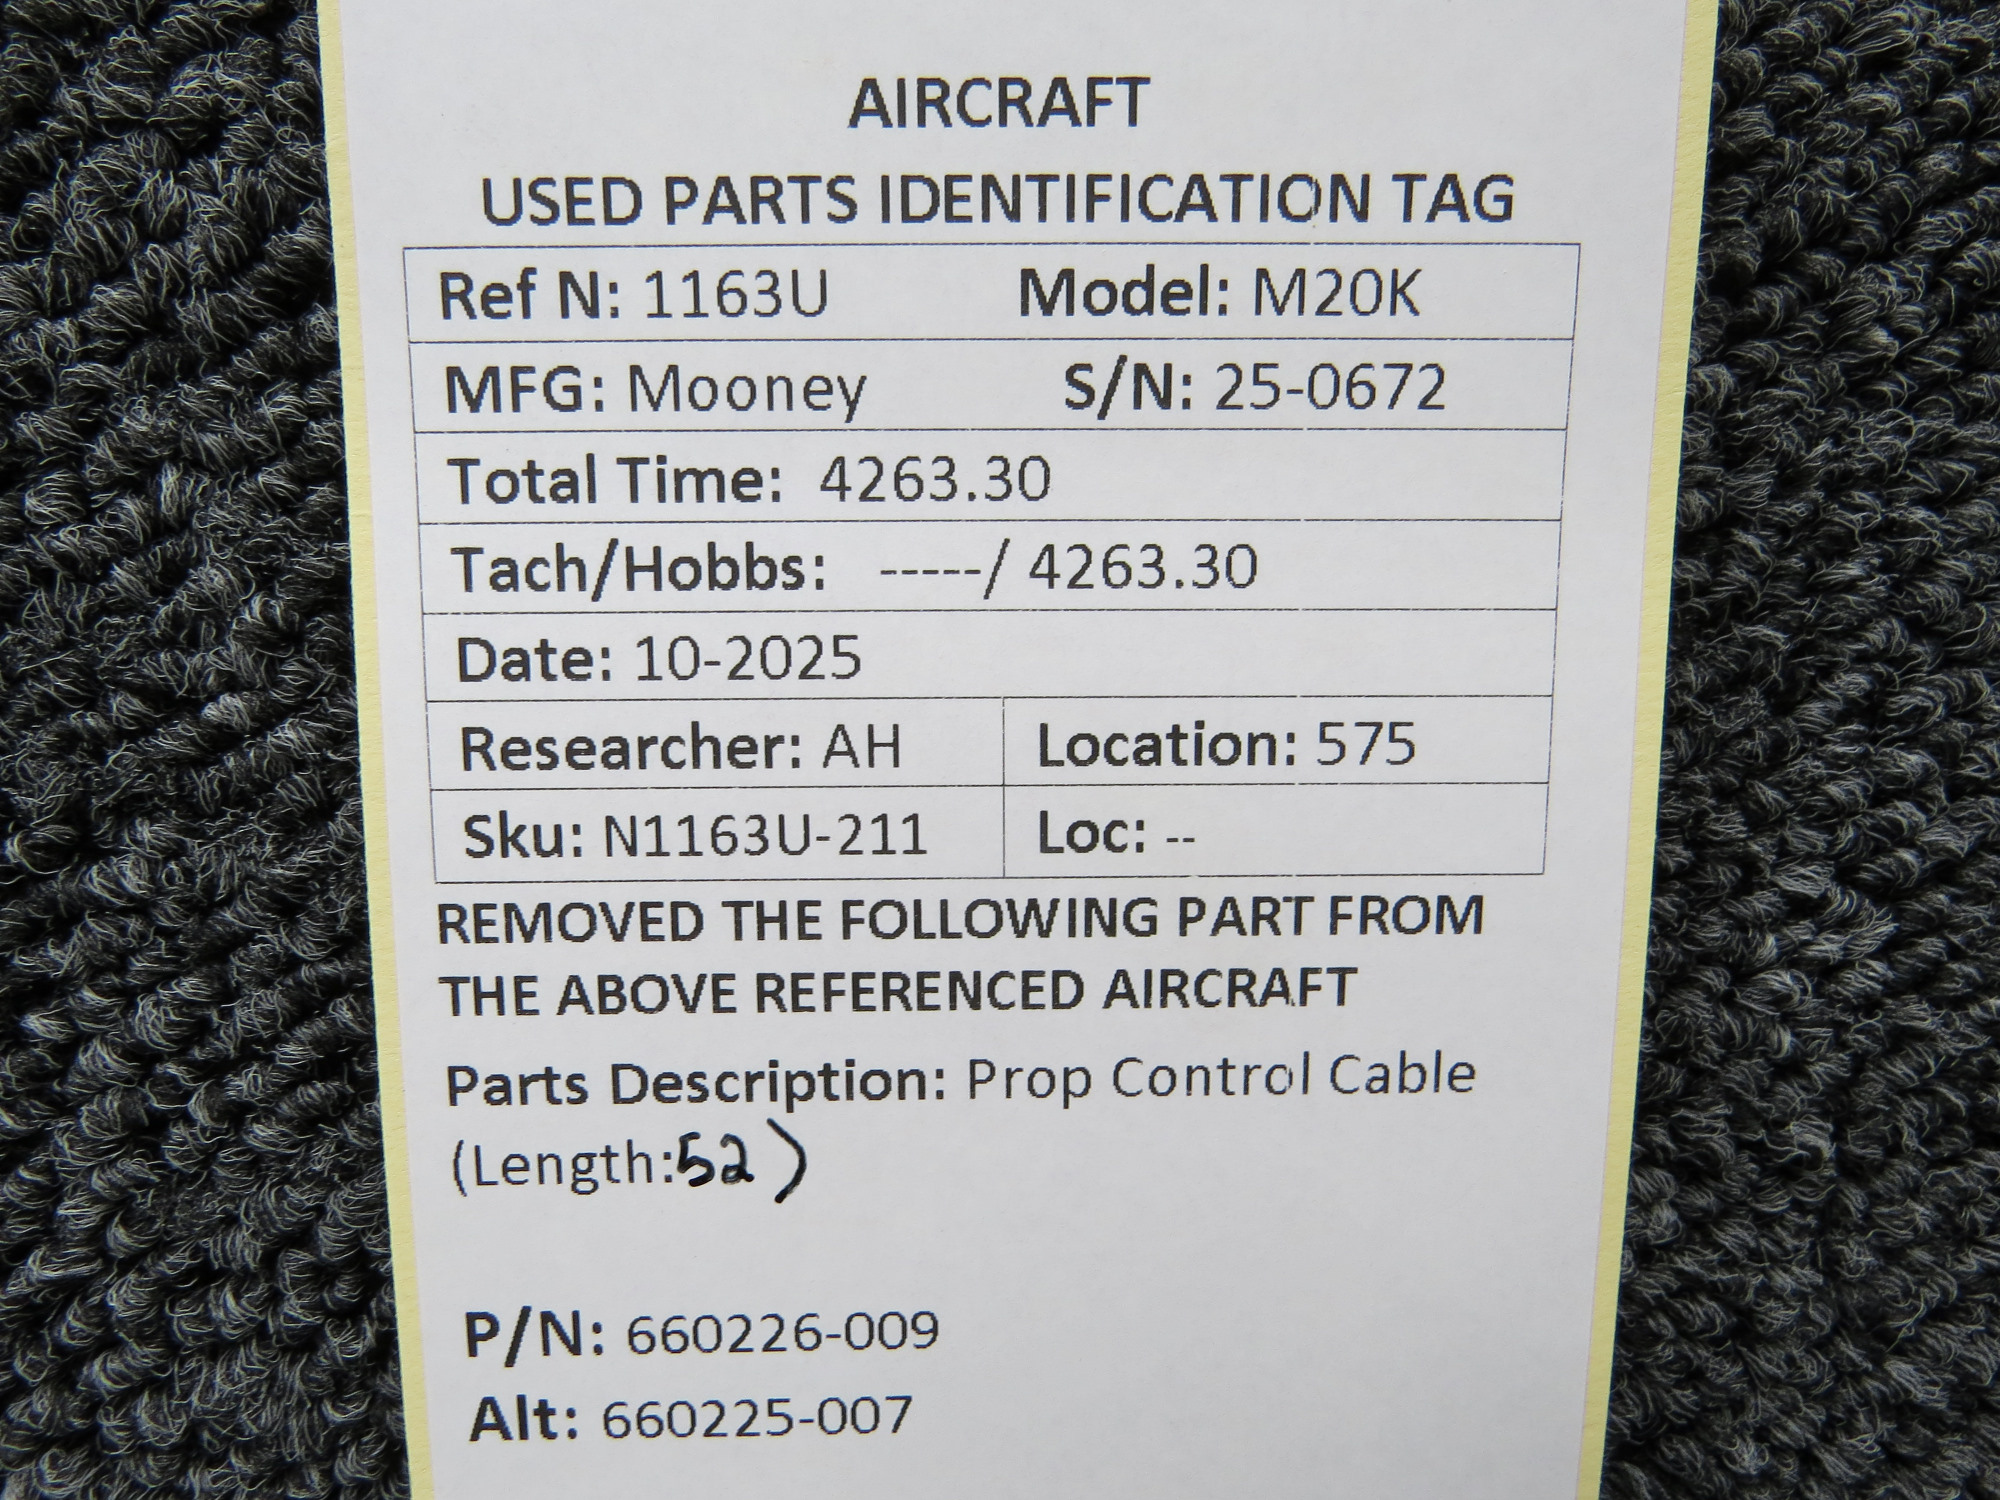 AIRCRAFT
USED PARTS IDENTIFICATION TAG
Ref N: 1163U Model: M20K
MFG: Mooney S/N: 25-0672
Total Time: 4263.30
Tach/Hobbs: -----/ 4263.30
Date: 10-2025
Researcher: AH Location: 575
Sku: N1163U-211 Loc: --
REMOVED THE FOLLOWING PART FROM
THE ABOVE REFERENCED AIRCRAFT
Parts Description: Prop Control Cable
(Length:52)
P/N: 660226-009
Alt: 660225-007